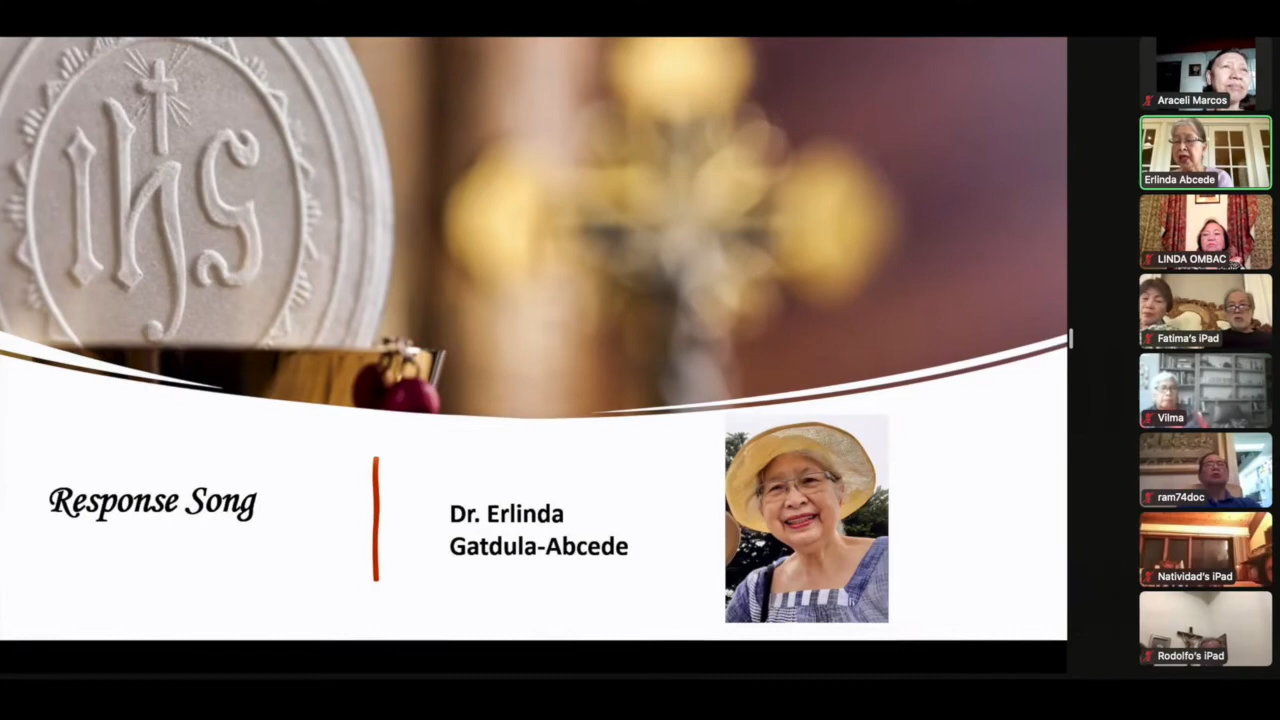 IHS
Response Song
Dr. Erlinda
Gatdula-Abcede
Araceli Marcos
Erlinda Abcede
LINDA OMBAC
Fatima's iPad
Vilma
ram74doc
Natividad's iPad
Rodolfo's iPad